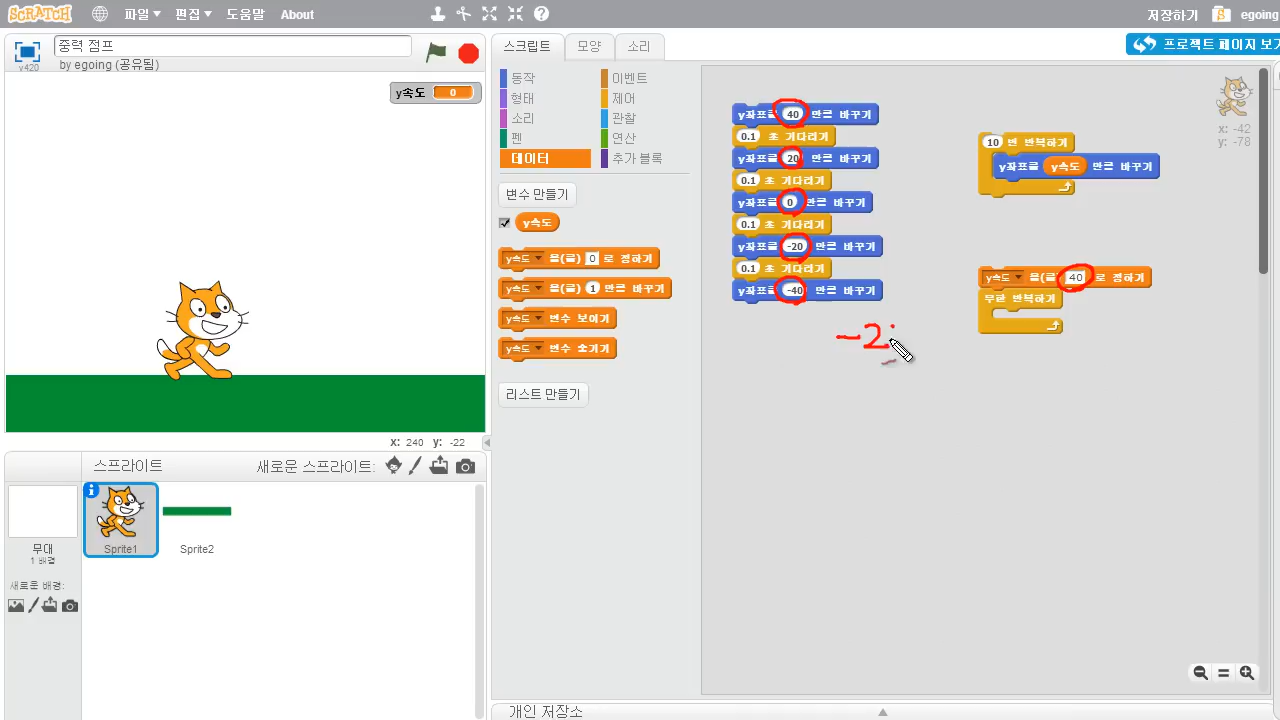 SCRATCH 파일 편집 도움말 About 저장하기 egoing
v420 중력 점프
by egoing (공유됨)
y속도 0
스크립트 모양 소리
프로젝트 페이지 보기
동작 이벤트
형태 제어
소리 관찰
펜 연산
데이터 추가 블록
변수 만들기
y속도
y속도 을(를) 0 로 정하기
y속도 을(를) 1 만큼 바꾸기
y속도 변수 보이기
y속도 변수 숨기기
리스트 만들기
y좌표를 40 만큼 바꾸기
0.1 초 기다리기
y좌표를 20 만큼 바꾸기
0.1 초 기다리기
y좌표를 0 만큼 바꾸기
0.1 초 기다리기
y좌표를 -20 만큼 바꾸기
0.1 초 기다리기
y좌표를 -40 만큼 바꾸기
-2
10 번 반복하기
y좌표를 y속도 만큼 바꾸기
y속도 을(를) 40 로 정하기
무한 반복하기
x: -42
y: -78
x: 240 y: -22
스프라이트 새로운 스프라이트:
무대
1 배경
새로운 배경:
Sprite1 Sprite2
개인 저장소